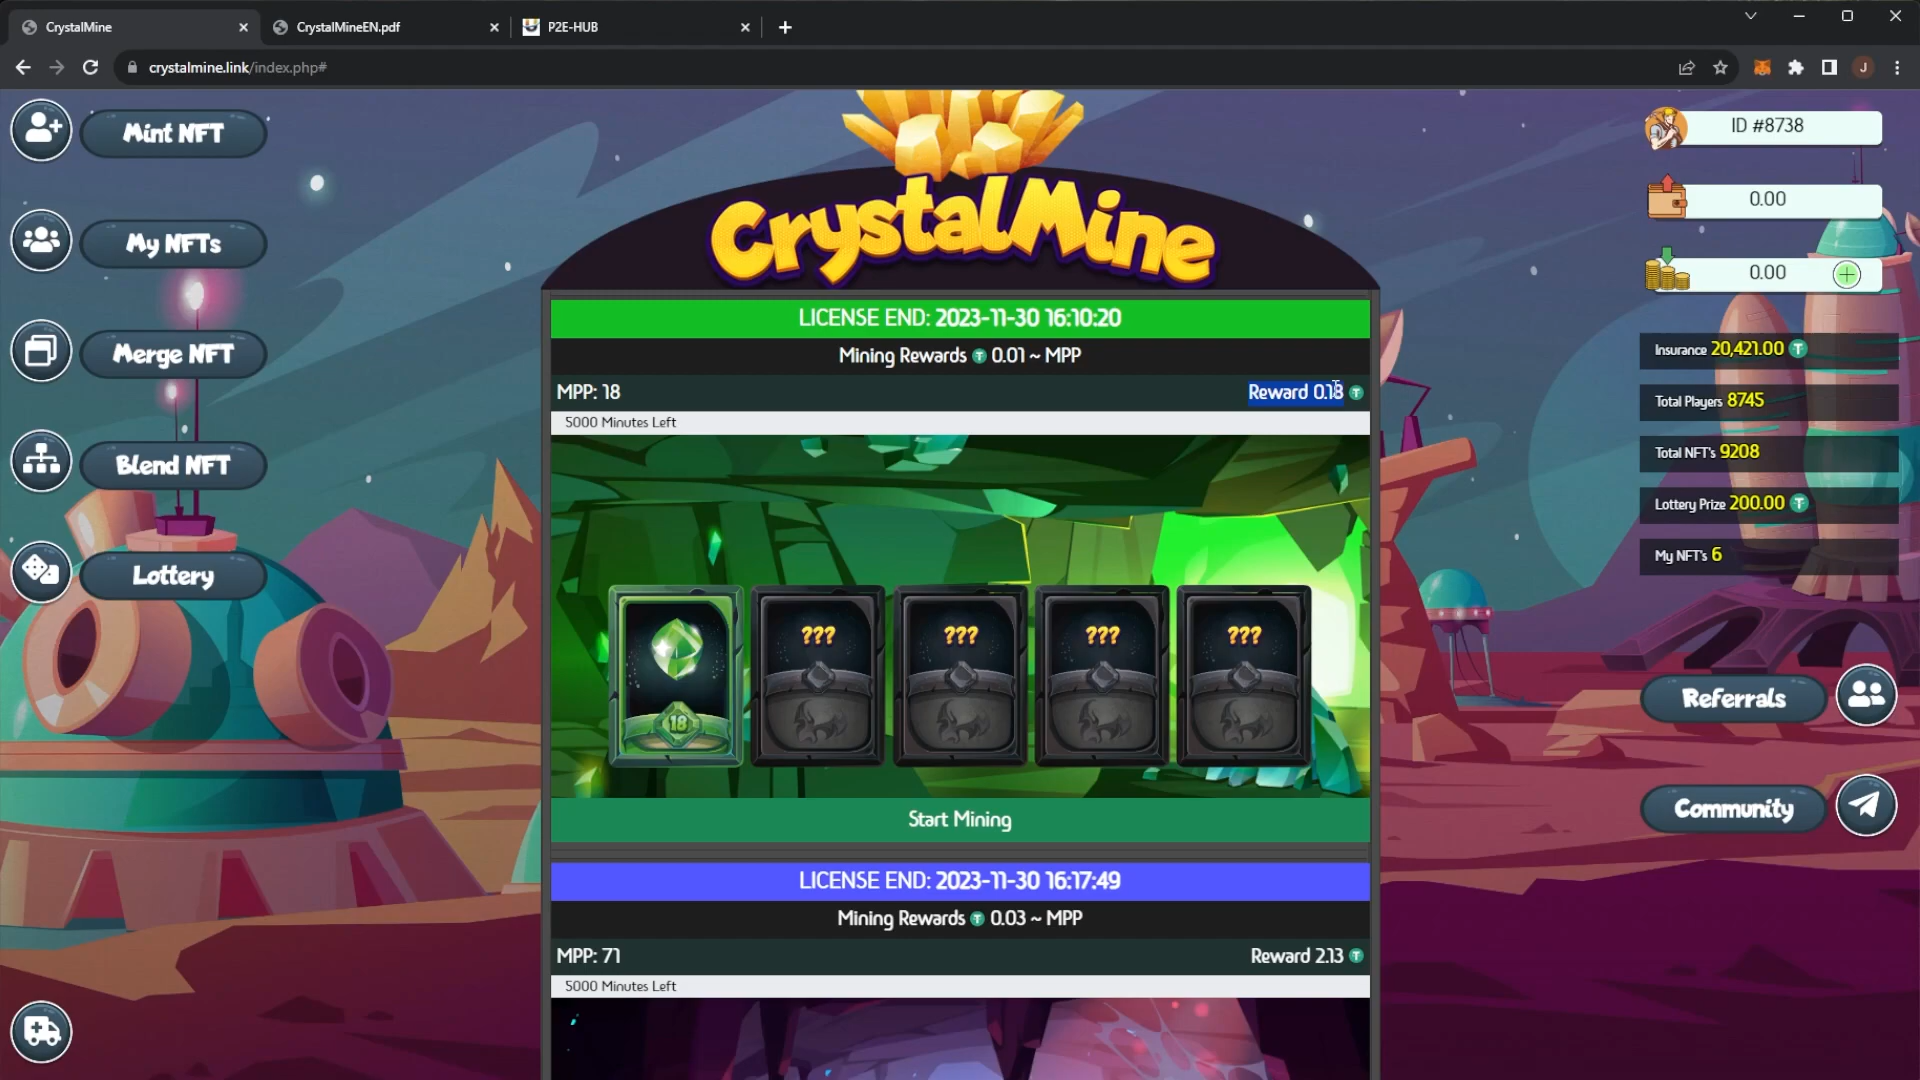 CrystalMine
CrystalMineEN.pdf
P2E-HUB
crystalmine.link/index.php#
J
Mint NFT
My NFTs
Merge NFT
Blend NFT
Lottery
CrystalMine
LICENSE END: 2023-11-30 16:10:20
Mining Rewards T 0.01 ~ MPP
MPP: 18
Reward 0.18 T
5000 Minutes Left
18
???
???
???
???
Start Mining
LICENSE END: 2023-11-30 16:17:49
Mining Rewards T 0.03 ~ MPP
MPP: 71
Reward 2.13 T
5000 Minutes Left
ID #8738
0.00
0.00
Insurance 20,421.00 T
Total Players 8745
Total NFT's 9208
Lottery Prize 200.00 T
My NFT's 6
Referrals
Community